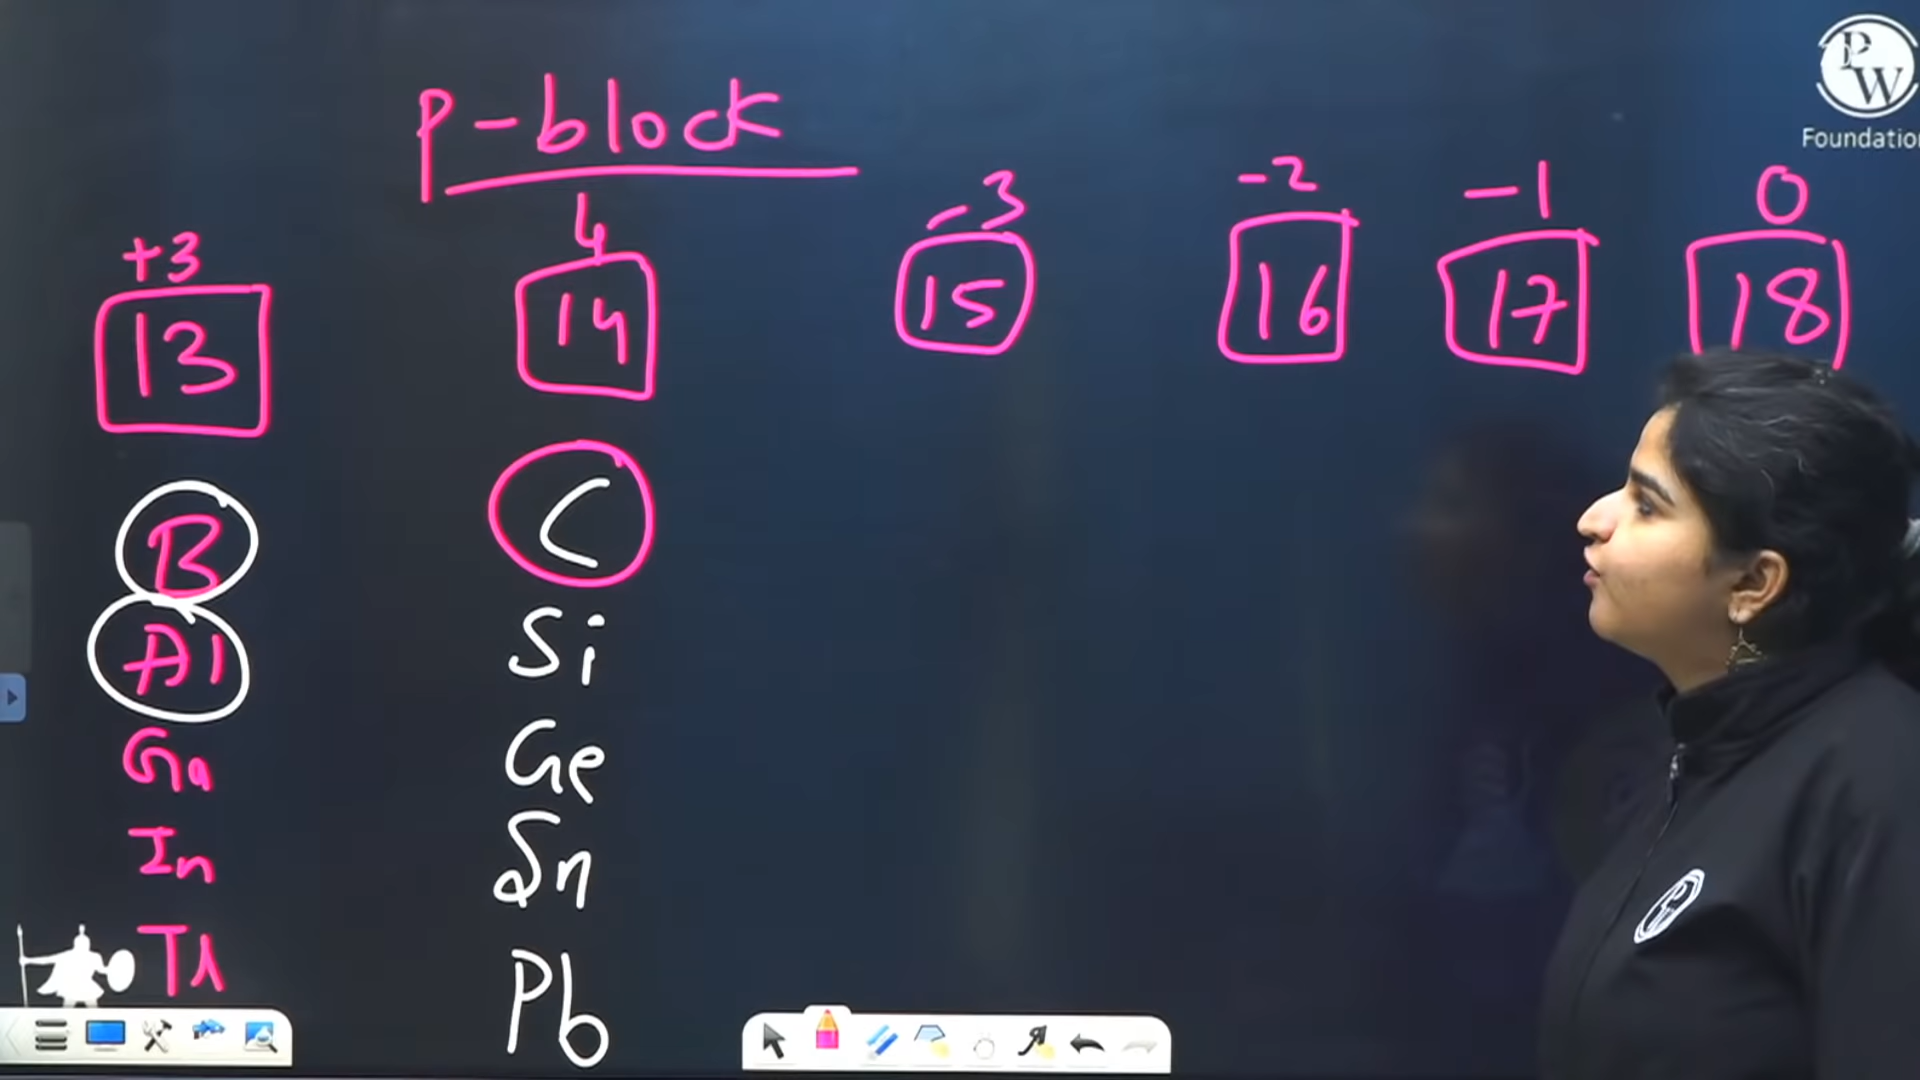 PW
Foundation
P-block
+3 4 -3 -2 -1 0
13 14 15 16 17 18
B C
Al Si
Ga Ge
In Sn
Tl Pb
PW